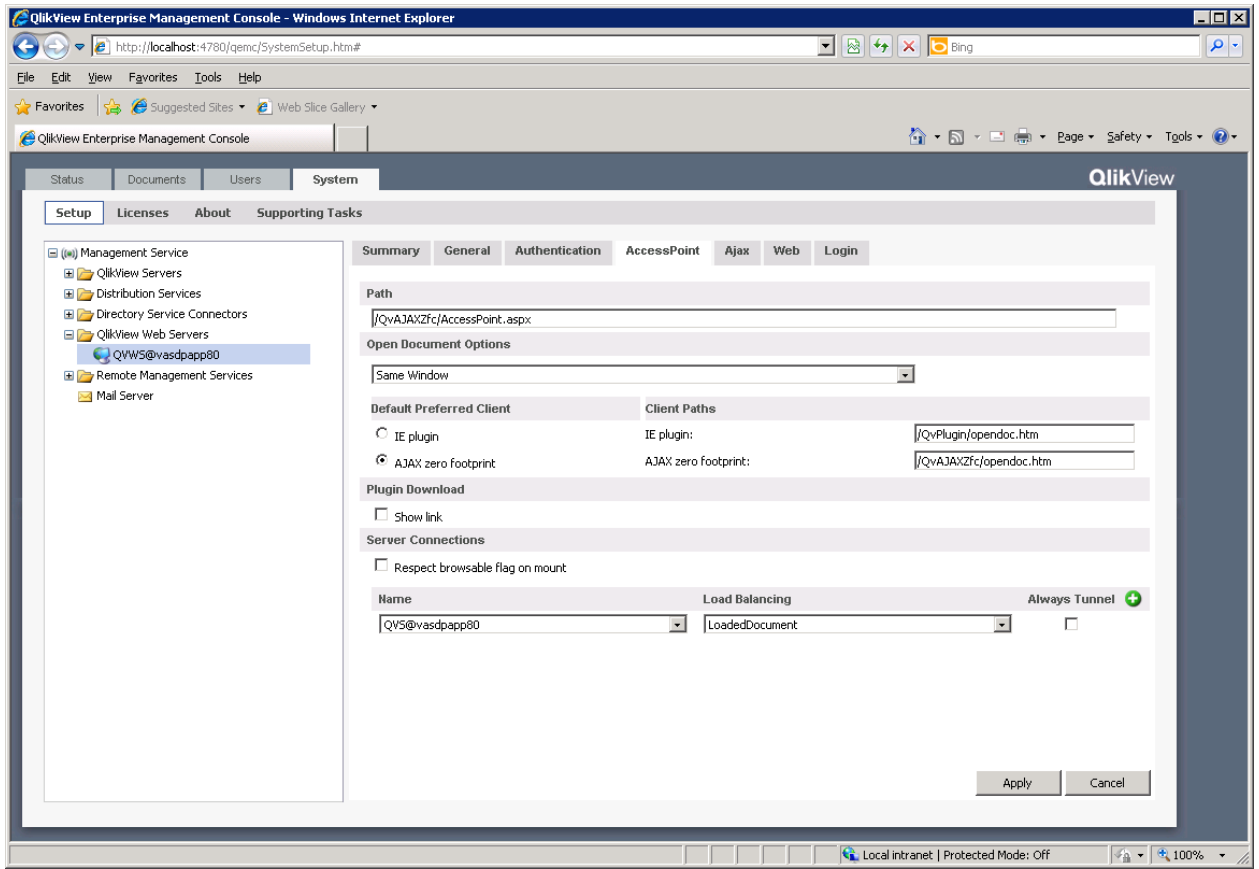 QlikView Enterprise Management Console - Windows Internet Explorer
http://localhost:4780/qemc/SystemSetup.htm#
Bing
File Edit View Favorites Tools Help
Favorites Suggested Sites Web Slice Gallery
QlikView Enterprise Management Console Page Safety Tools
Status Documents Users System QlikView
Setup Licenses About Supporting Tasks
Management Service
QlikView Servers
Distribution Services
Directory Service Connectors
QlikView Web Servers
QVWS@vasdpapp80
Remote Management Services
Mail Server
Summary General Authentication AccessPoint Ajax Web Login
Path
/QvAJAXZfc/AccessPoint.aspx
Open Document Options
Same Window
Default Preferred Client Client Paths
IE plugin IE plugin: /QvPlugin/opendoc.htm
AJAX zero footprint AJAX zero footprint: /QvAJAXZfc/opendoc.htm
Plugin Download
Show link
Server Connections
Respect browsable flag on mount
Name Load Balancing Always Tunnel
QVS@vasdpapp80 LoadedDocument
Apply Cancel
Local intranet | Protected Mode: Off 100%